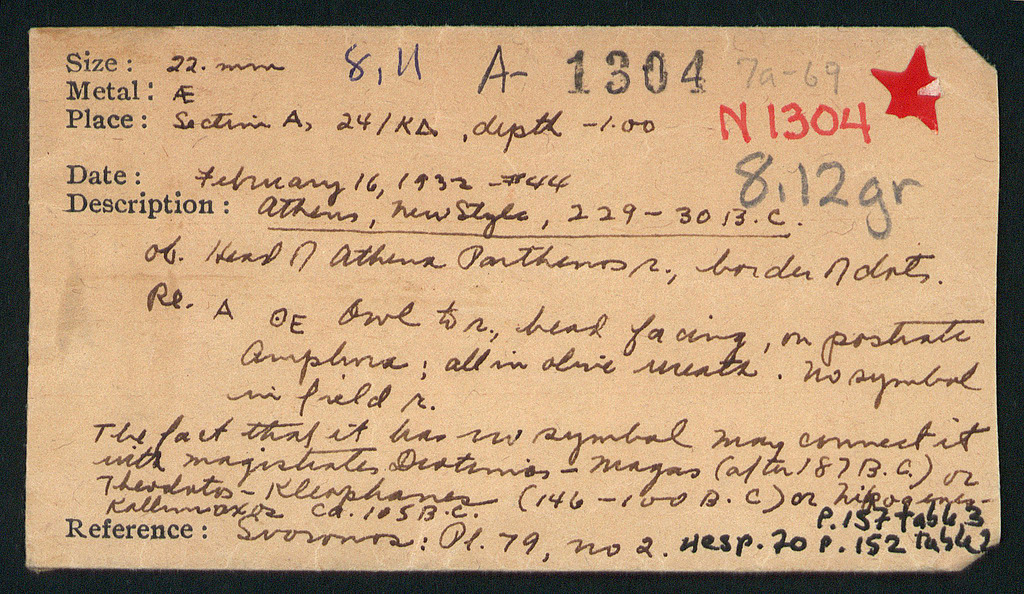 Size: 22. mm 8,11 A- 1304 7a-69
Metal: Æ
Place: Section A, 24/ΚΔ, depth -1.00 N 1304
Date: February 16, 1932 - #44 8.12gr
Description: Athens, New Style, 229-30 B.C.
ob. Head of Athena Parthenos r., border of dots.
Re. A ΘE Owl to r., head facing, on postrate
Amphora; all in olive wreath. No symbol
in field r.
The fact that it has no symbol may connect it
with magistrates Diotimos - Magas (after 187 B.C.) or
Theodotos - Kleophanes (146-100 B.C.) or Nikogenes-
Kallimaxos ca. 105 B.C. P. 157 table 3
Reference: Svoronos: Pl. 79, no 2. Hesp. 70 p. 152 table 2